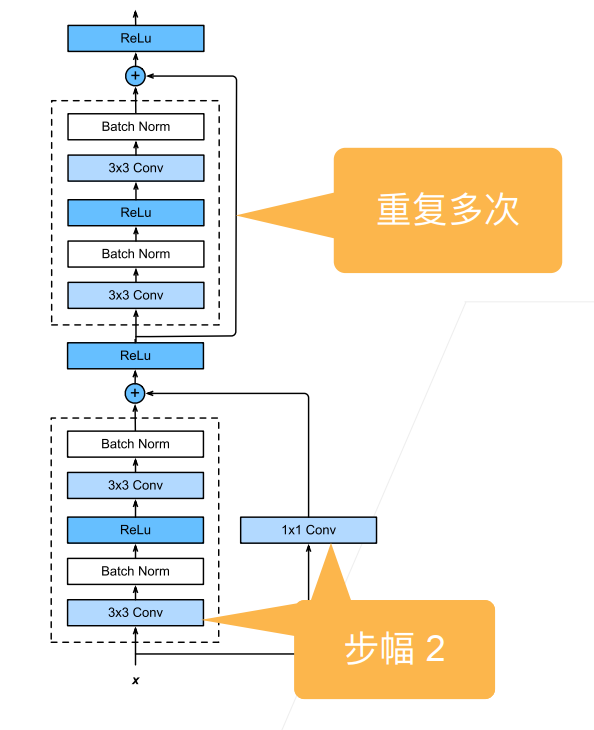 ReLu
+
Batch Norm
3x3 Conv
ReLu
Batch Norm
3x3 Conv
重复多次
ReLu
+
Batch Norm
3x3 Conv
ReLu
1x1 Conv
Batch Norm
3x3 Conv
步幅 2
x